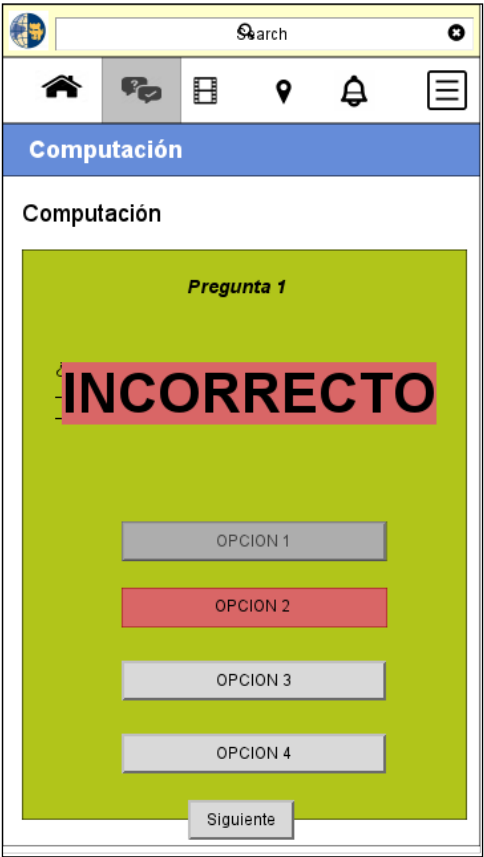 Search
Computación
Computación
Pregunta 1
¿
INCORRECTO
OPCION 1
OPCION 2
OPCION 3
OPCION 4
Siguiente